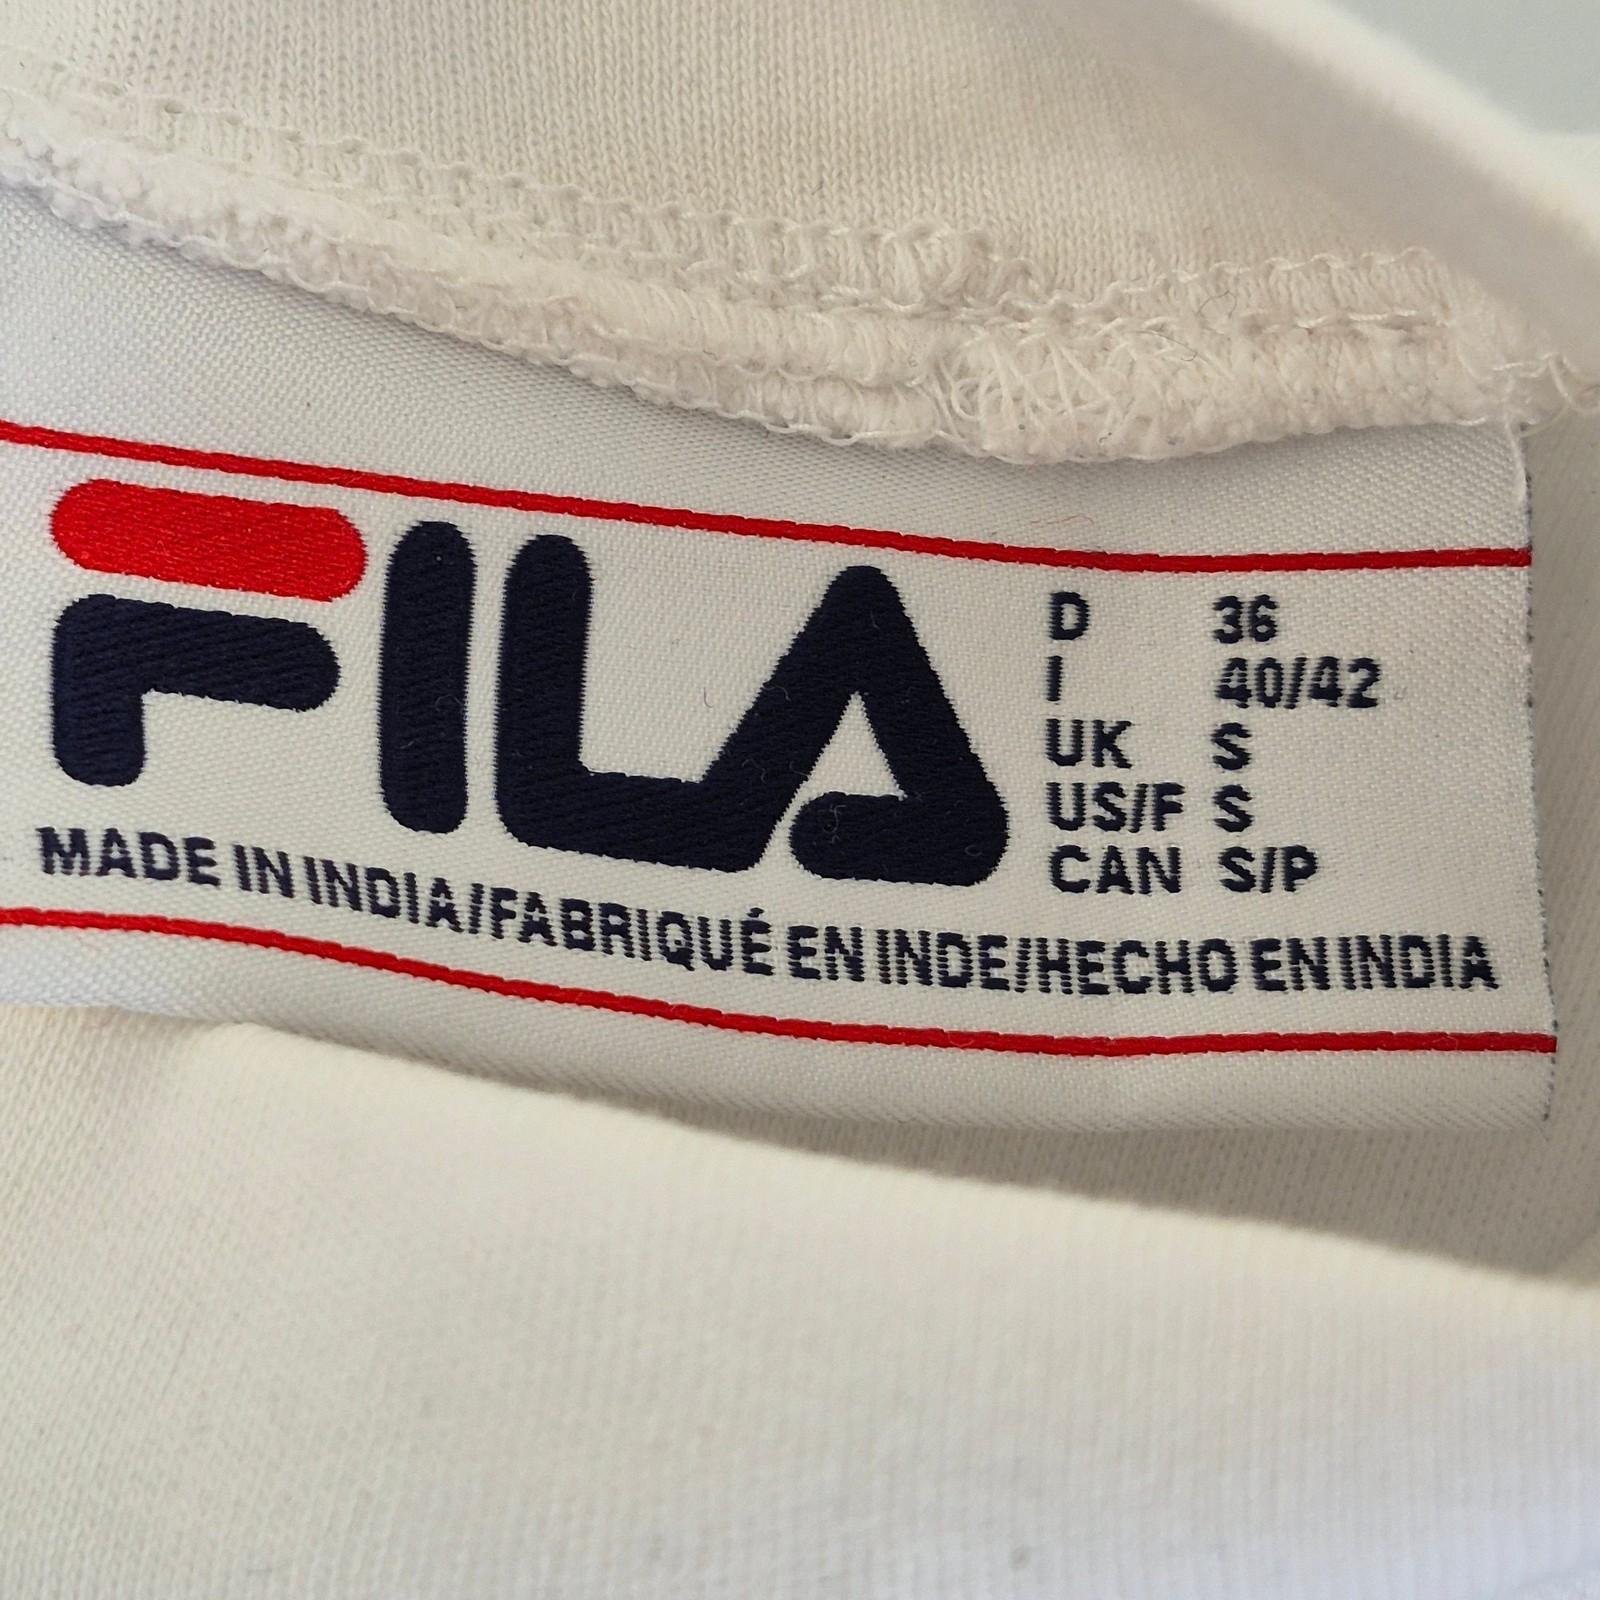 FILA
D 36
I 40/42
UK S
US/F S
CAN S/P
MADE IN INDIA/FABRIQUÉ EN INDE/HECHO EN INDIA